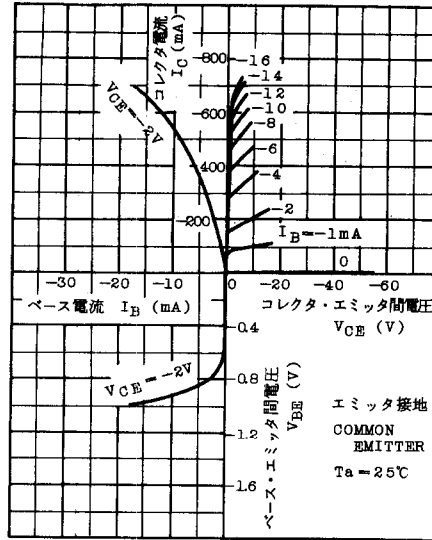 コレクタ電流
I_C (mA)
-800
600
400
-200
V_CE=-2V
-16
-14
-12
-10
-8
-6
-4
-2
I_B=-1mA
0
-30 -20 -10 0 -20 -40 -60
ベース電流 I_B (mA)
コレクタ・エミッタ間電圧
V_CE (V)
-0.4
-0.8
-1.2
-1.6
V_CE=-2V
ベース・エミッタ間電圧
V_BE (V)
エミッタ接地
COMMON
EMITTER
Ta=25℃